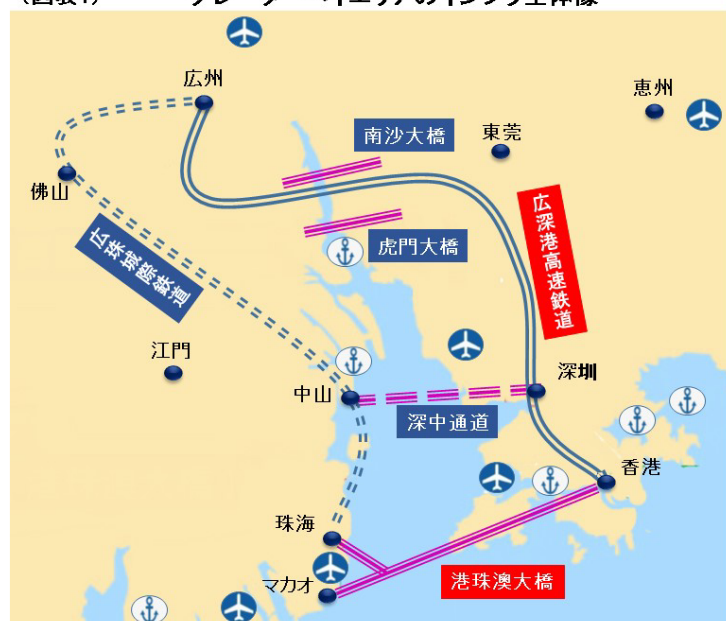 広州
恵州
南沙大橋
東莞
佛山
広深港高速鉄道
虎門大橋
広珠城際鉄道
江門
深圳
中山
深中通道
香港
珠海
港珠澳大橋
マカオ